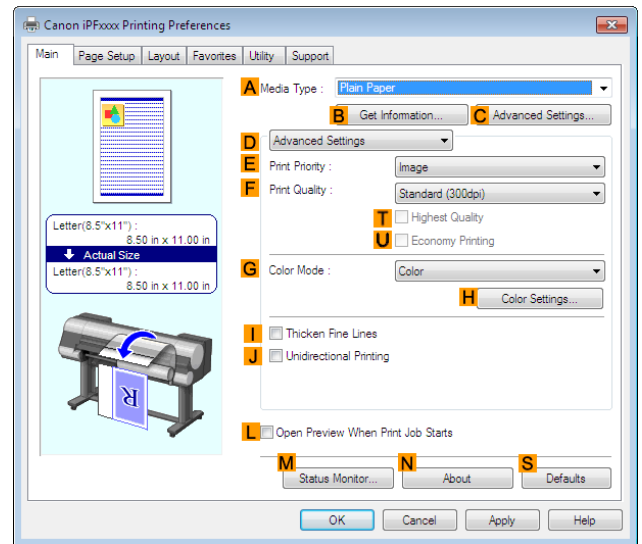 Canon iPFxxxx Printing Preferences
Main Page Setup Layout Favorites Utility Support
A Media Type : Plain Paper
B Get Information... C Advanced Settings...
D Advanced Settings
E Print Priority : Image
F Print Quality : Standard (300dpi)
T Highest Quality
U Economy Printing
Letter(8.5"x11") :
8.50 in x 11.00 in
Actual Size
Letter(8.5"x11") :
8.50 in x 11.00 in
G Color Mode : Color
H Color Settings...
I Thicken Fine Lines
J Unidirectional Printing
R
L Open Preview When Print Job Starts
M Status Monitor... N About S Defaults
OK Cancel Apply Help